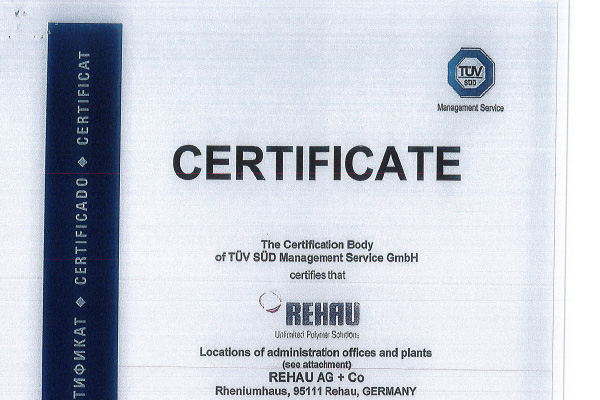 ТИФИКАТ ◆ CERTIFICADO ◆ CERTIFICAT
TÜV
SÜD
Management Service
CERTIFICATE
The Certification Body
of TÜV SÜD Management Service GmbH
certifies that
REHAU
Unlimited Polymer Solutions
Locations of administration offices and plants
(see attachment)
REHAU AG + Co
Rheniumhaus, 95111 Rehau, GERMANY